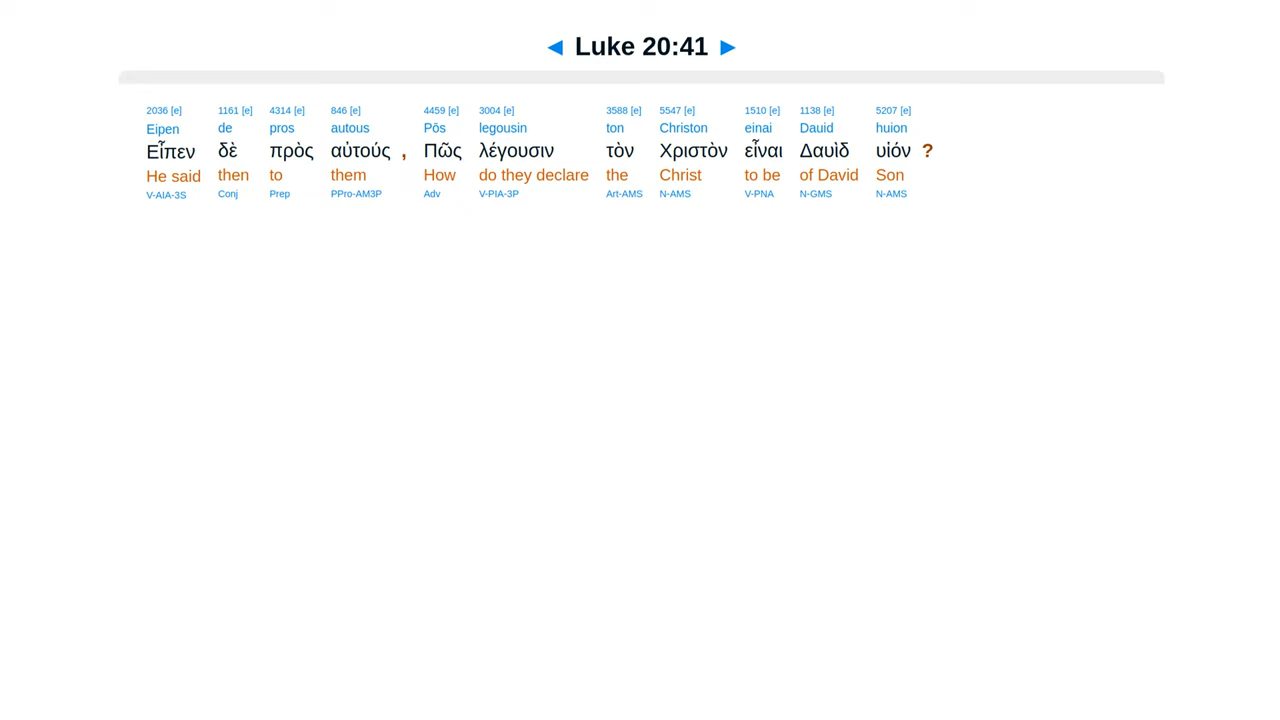 ◄ Luke 20:41 ►
2036 [e] 1161 [e] 4314 [e] 846 [e] 4459 [e] 3004 [e] 3588 [e] 5547 [e] 1510 [e] 1138 [e] 5207 [e]
Eipen de pros autous Pōs legousin ton Christon einai Dauid huion
Εἶπεν δὲ πρὸς αὐτούς , Πῶς λέγουσιν τὸν Χριστὸν εἶναι Δαυὶδ υἱόν ?
He said then to them How do they declare the Christ to be of David Son
V-AIA-3S Conj Prep PPro-AM3P Adv V-PIA-3P Art-AMS N-AMS V-PNA N-GMS N-AMS